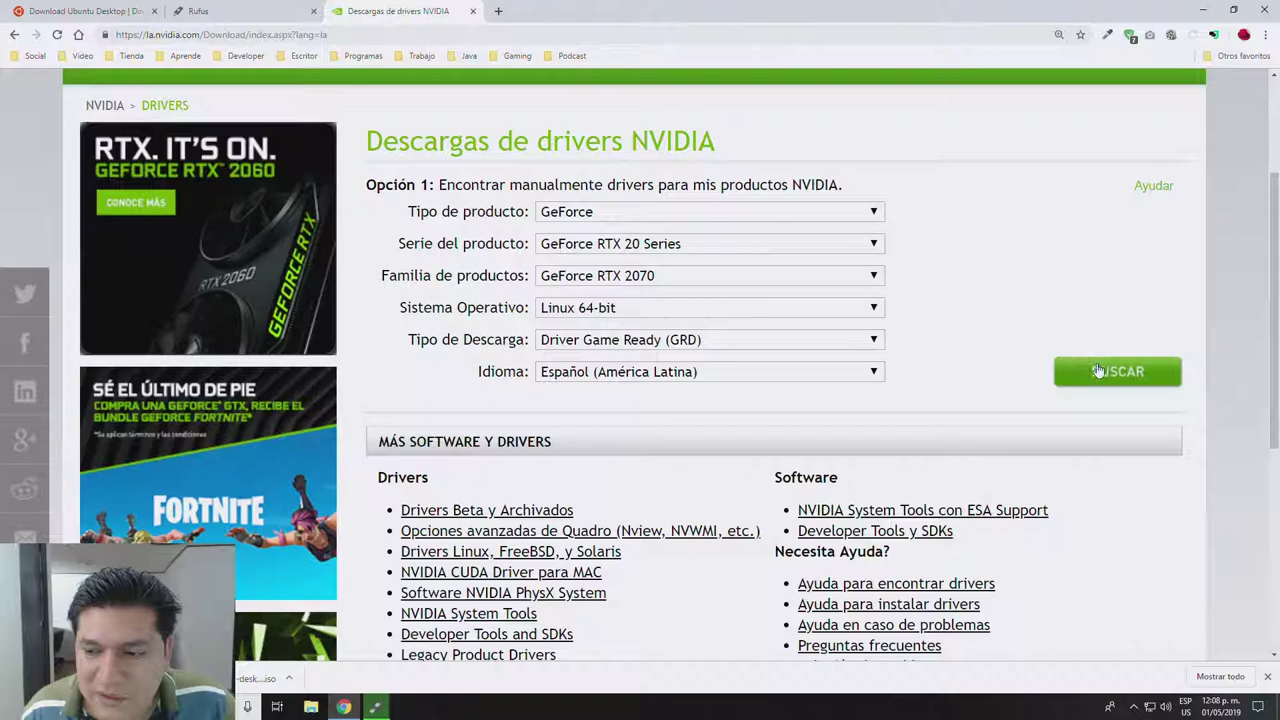 Download Ubuntu Desktop | Do
Rufus
Descargas de drivers NVIDIA
https://la.nvidia.com/Download/index.aspx?lang=la
Social
Video
Tienda
Aprende
Developer
Escritor
Programas
Trabajo
Java
Gaming
Podcast
Otros favoritos
NVIDIA > DRIVERS
RTX. IT'S ON.
GEFORCE RTX™ 2060
CONOCE MÁS
RTX 2060
GEFORCE RTX
Descargas de drivers NVIDIA
Opción 1: Encontrar manualmente drivers para mis productos NVIDIA.
Ayudar
Tipo de producto: GeForce
Serie del producto: GeForce RTX 20 Series
Familia de productos: GeForce RTX 2070
Sistema Operativo: Linux 64-bit
Tipo de Descarga: Driver Game Ready (GRD)
Idioma: Español (América Latina)
USCAR
SÉ EL ÚLTIMO DE PIE
COMPRA UNA GEFORCE® GTX, RECIBE EL
BUNDLE GEFORCE FORTNITE*
*Se aplican términos y las condiciones
FORTNITE
MÁS SOFTWARE Y DRIVERS
Drivers
• Drivers Beta y Archivados
• Opciones avanzadas de Quadro (Nview, NVWMI, etc.)
• Drivers Linux, FreeBSD, y Solaris
• NVIDIA CUDA Driver para MAC
• Software NVIDIA PhysX System
• NVIDIA System Tools
• Developer Tools and SDKs
• Legacy Product Drivers
Software
• NVIDIA System Tools con ESA Support
• Developer Tools y SDKs
Necesita Ayuda?
• Ayuda para encontrar drivers
• Ayuda para instalar drivers
• Ayuda en caso de problemas
• Preguntas frecuentes
-desk....iso
Mostrar todo
ESP
US
12:08 p. m.
01/05/2019